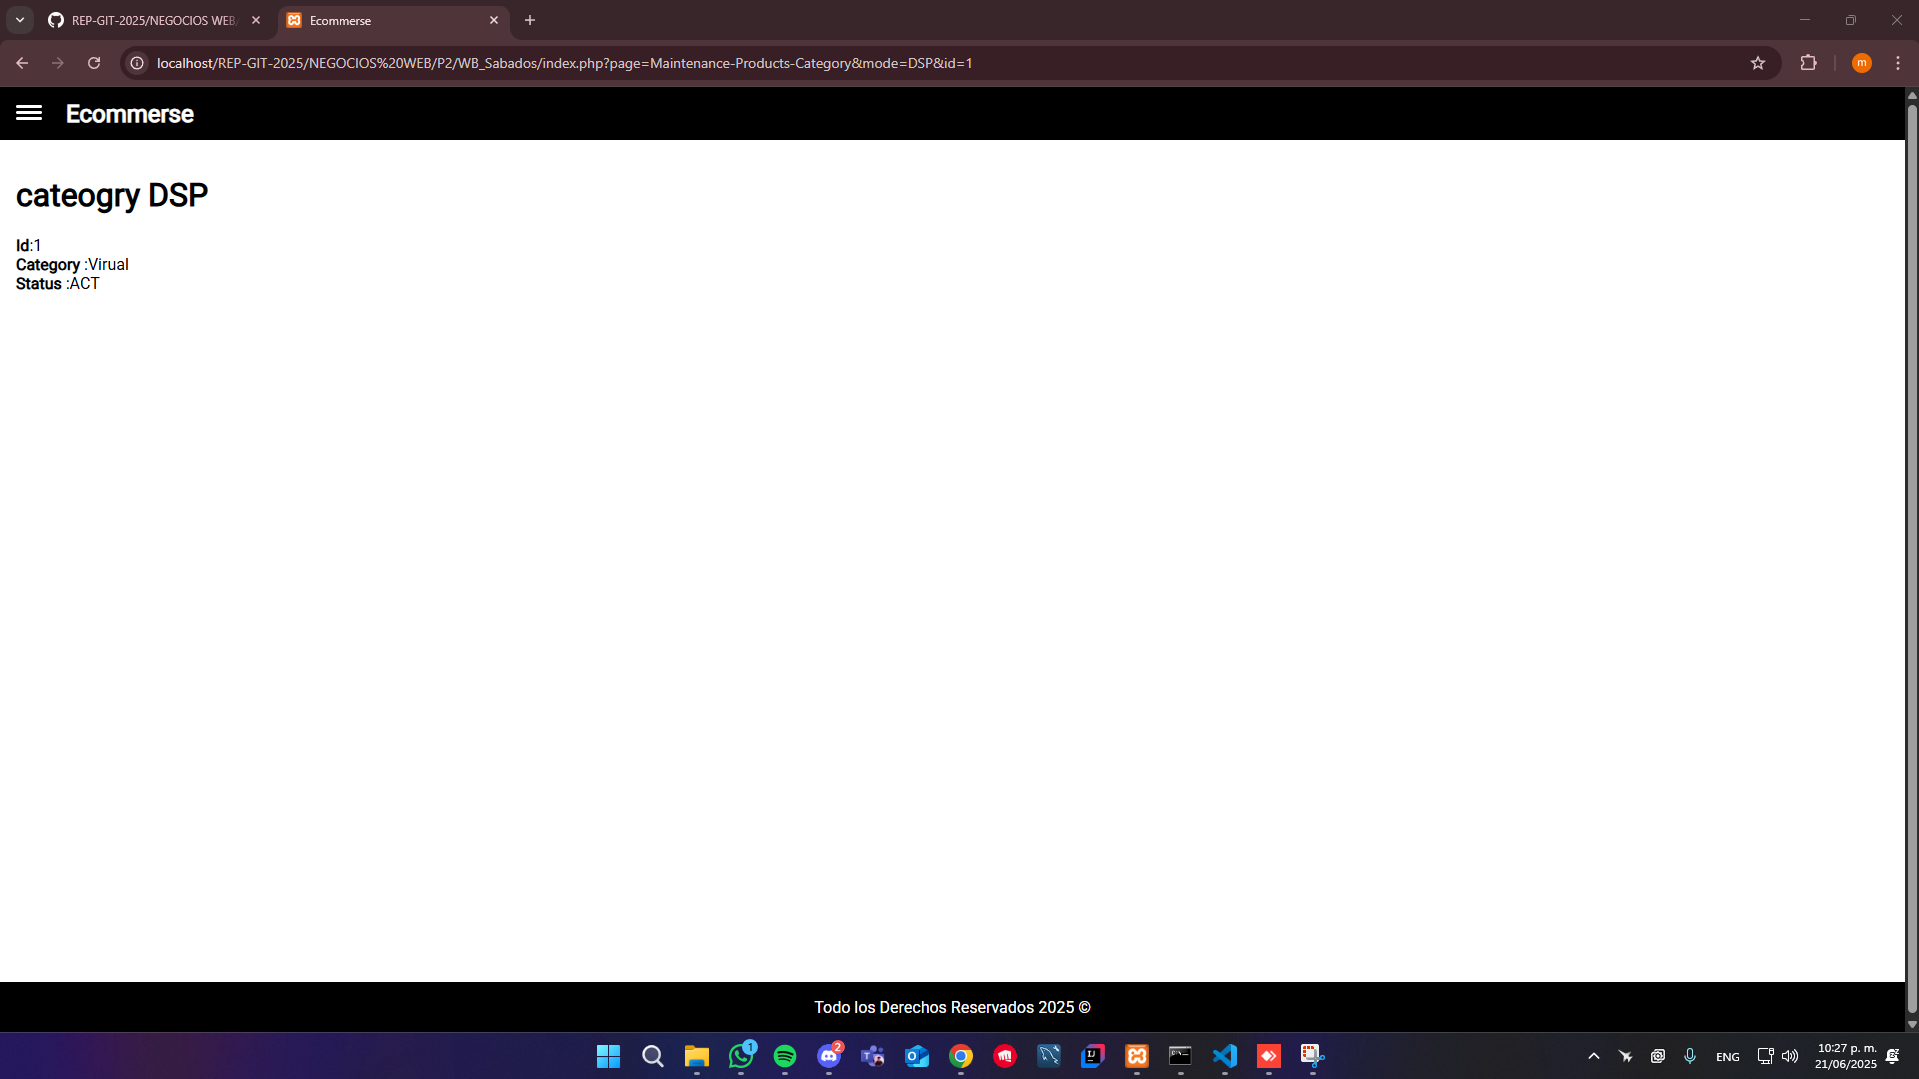 REP-GIT-2025/NEGOCIOS WEB
Ecommerse
localhost/REP-GIT-2025/NEGOCIOS%20WEB/P2/WB_Sabados/index.php?page=Maintenance-Products-Category&mode=DSP&id=1
m
Ecommerse
cateogry DSP
Id:1
Category :Virual
Status :ACT
Todo los Derechos Reservados 2025 ©
1
2
ENG
10:27 p. m.
21/06/2025